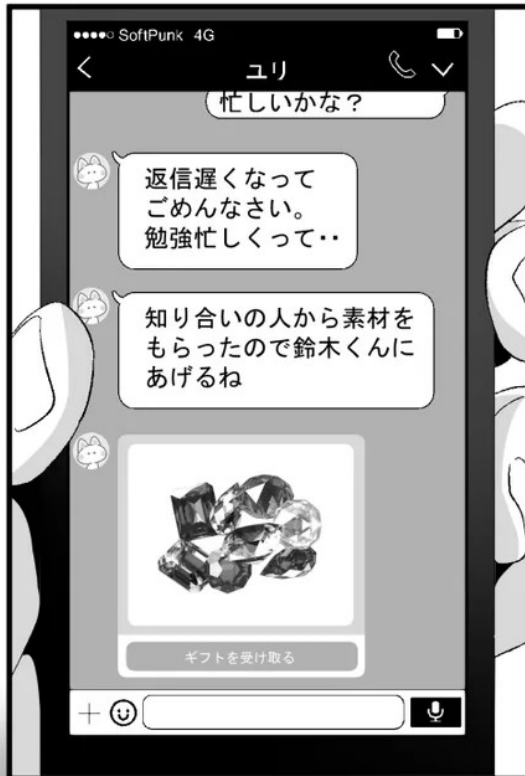 SoftPunk 4G
ユリ
忙しいかな？
返信遅くなって
ごめんなさい。
勉強忙しくって‥
知り合いの人から素材を
もらったので鈴木くんに
あげるね
ギフトを受け取る